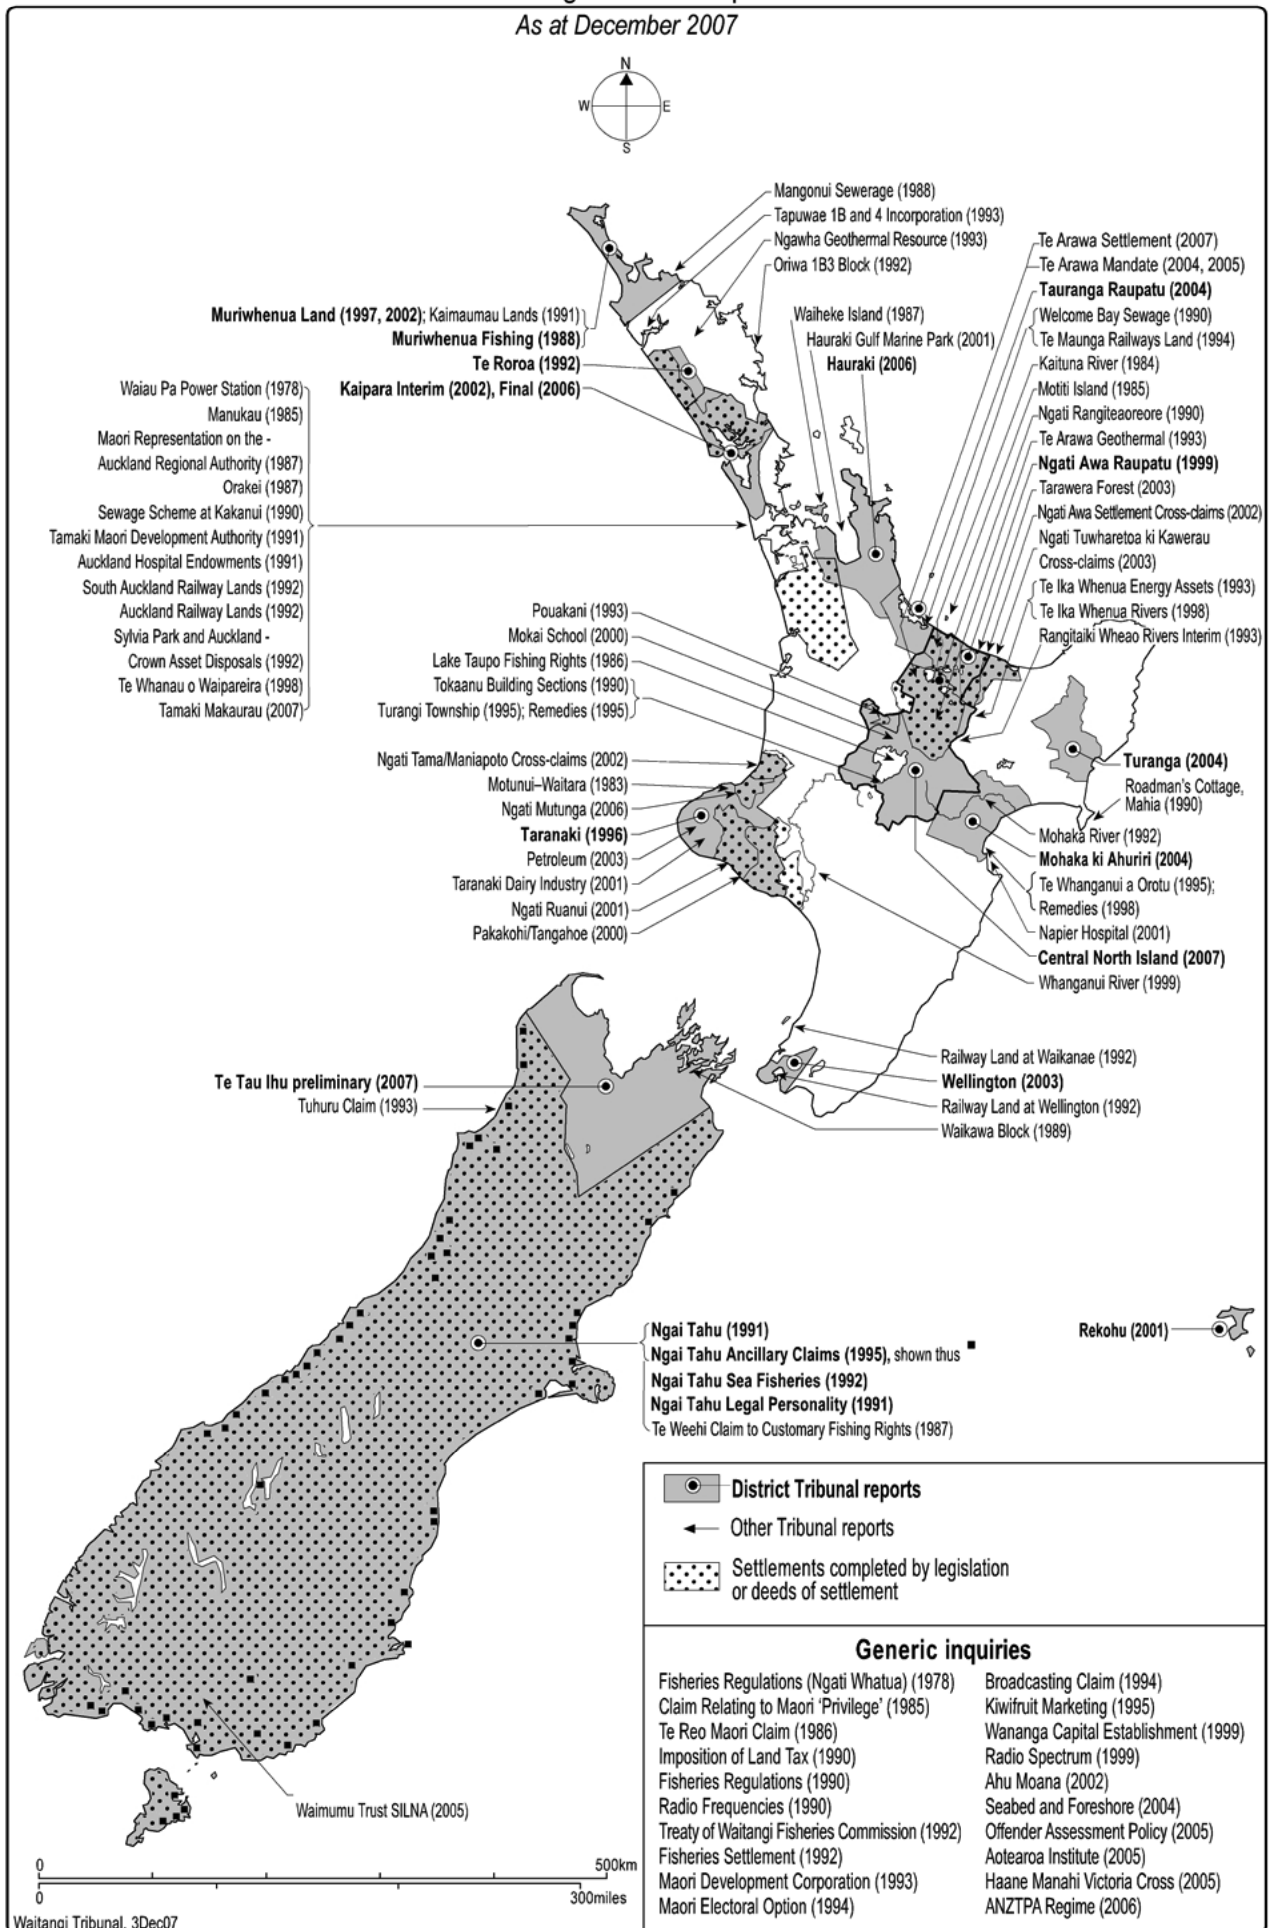 As at December 2007
N
W
E
S
Mangonui Sewerage (1988)
Tapuwae 1B and 4 Incorporation (1993)
Ngawha Geothermal Resource (1993)
Oriwa 1B3 Block (1992)
Te Arawa Settlement (2007)
Te Arawa Mandate (2004, 2005)
Tauranga Raupatu (2004)
Welcome Bay Sewage (1990)
Te Maunga Railways Land (1994)
Kaituna River (1984)
Motiti Island (1985)
Ngati Rangiteaoreore (1990)
Te Arawa Geothermal (1993)
Ngati Awa Raupatu (1999)
Tarawera Forest (2003)
Ngati Awa Settlement Cross-claims (2002)
Ngati Tuwharetoa ki Kawerau
Cross-claims (2003)
Te Ika Whenua Energy Assets (1993)
Te Ika Whenua Rivers (1998)
Rangitaiki Wheao Rivers Interim (1993)
Waiheke Island (1987)
Hauraki Gulf Marine Park (2001)
Hauraki (2006)
Muriwhenua Land (1997, 2002); Kaimaumau Lands (1991)
Muriwhenua Fishing (1988)
Te Roroa (1992)
Kaipara Interim (2002), Final (2006)
Waiau Pa Power Station (1978)
Manukau (1985)
Maori Representation on the -
Auckland Regional Authority (1987)
Orakei (1987)
Sewage Scheme at Kakanui (1990)
Tamaki Maori Development Authority (1991)
Auckland Hospital Endowments (1991)
South Auckland Railway Lands (1992)
Auckland Railway Lands (1992)
Sylvia Park and Auckland -
Crown Asset Disposals (1992)
Te Whanau o Waipareira (1998)
Tamaki Makaurau (2007)
Pouakani (1993)
Mokai School (2000)
Lake Taupo Fishing Rights (1986)
Tokaanu Building Sections (1990)
Turangi Township (1995); Remedies (1995)
Ngati Tama/Maniapoto Cross-claims (2002)
Motunui–Waitara (1983)
Ngati Mutunga (2006)
Taranaki (1996)
Petroleum (2003)
Taranaki Dairy Industry (2001)
Ngati Ruanui (2001)
Pakakohi/Tangahoe (2000)
Turanga (2004)
Roadman's Cottage,
Mahia (1990)
Mohaka River (1992)
Mohaka ki Ahuriri (2004)
Te Whanganui a Orotu (1995);
Remedies (1998)
Napier Hospital (2001)
Central North Island (2007)
Whanganui River (1999)
Railway Land at Waikanae (1992)
Wellington (2003)
Railway Land at Wellington (1992)
Waikawa Block (1989)
Te Tau Ihu preliminary (2007)
Tuhuru Claim (1993)
Ngai Tahu (1991)
Ngai Tahu Ancillary Claims (1995), shown thus
Ngai Tahu Sea Fisheries (1992)
Ngai Tahu Legal Personality (1991)
Te Weehi Claim to Customary Fishing Rights (1987)
Rekohu (2001)
Waimumu Trust SILNA (2005)
District Tribunal reports
Other Tribunal reports
Settlements completed by legislation
or deeds of settlement
Generic inquiries
Fisheries Regulations (Ngati Whatua) (1978)
Claim Relating to Maori ‘Privilege’ (1985)
Te Reo Maori Claim (1986)
Imposition of Land Tax (1990)
Fisheries Regulations (1990)
Radio Frequencies (1990)
Treaty of Waitangi Fisheries Commission (1992)
Fisheries Settlement (1992)
Maori Development Corporation (1993)
Maori Electoral Option (1994)
Broadcasting Claim (1994)
Kiwifruit Marketing (1995)
Wananga Capital Establishment (1999)
Radio Spectrum (1999)
Ahu Moana (2002)
Seabed and Foreshore (2004)
Offender Assessment Policy (2005)
Aotearoa Institute (2005)
Haane Manahi Victoria Cross (2005)
ANZTPA Regime (2006)
0
500km
0
300miles
Waitangi Tribunal, 3Dec07